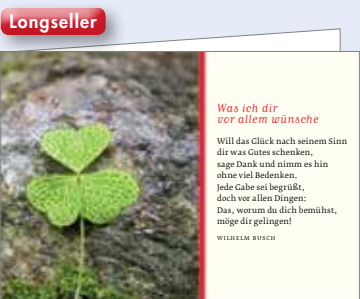 Longseller
Was ich dir
vor allem wünsche
Will das Glück nach seinem Sinn
dir was Gutes schenken,
sage Dank und nimm es hin
ohne viel Bedenken.
Jede Gabe sei begrüßt,
doch vor allen Dingen:
Das, worum du dich bemühst,
möge dir gelingen!
WILHELM BUSCH